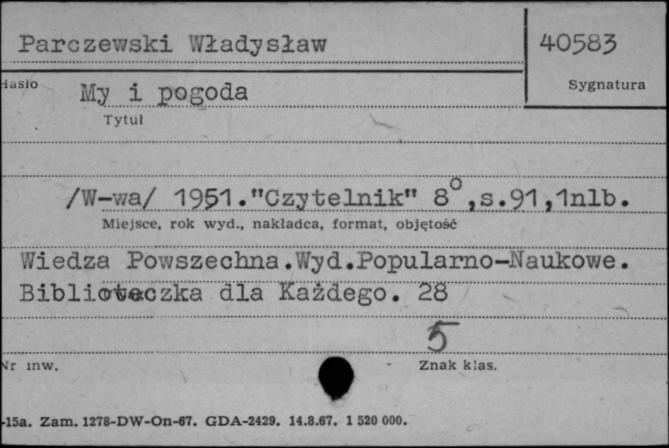 Parczewski Władysław
40583
Hasło
Sygnatura
My i pogoda
Tytuł
/W-wa/ 1951."Czytelnik" 8°,s.91,1nlb.
Miejsce, rok wyd., nakładca, format, objętość
Wiedza Powszechna.Wyd.Popularno-Naukowe.
Biblioteczka dla Każdego. 28
5
Nr inw.
Znak klas.
-15a. Zam. 1278-DW-On-67. GDA-2429. 14.8.67. 1 520 000.